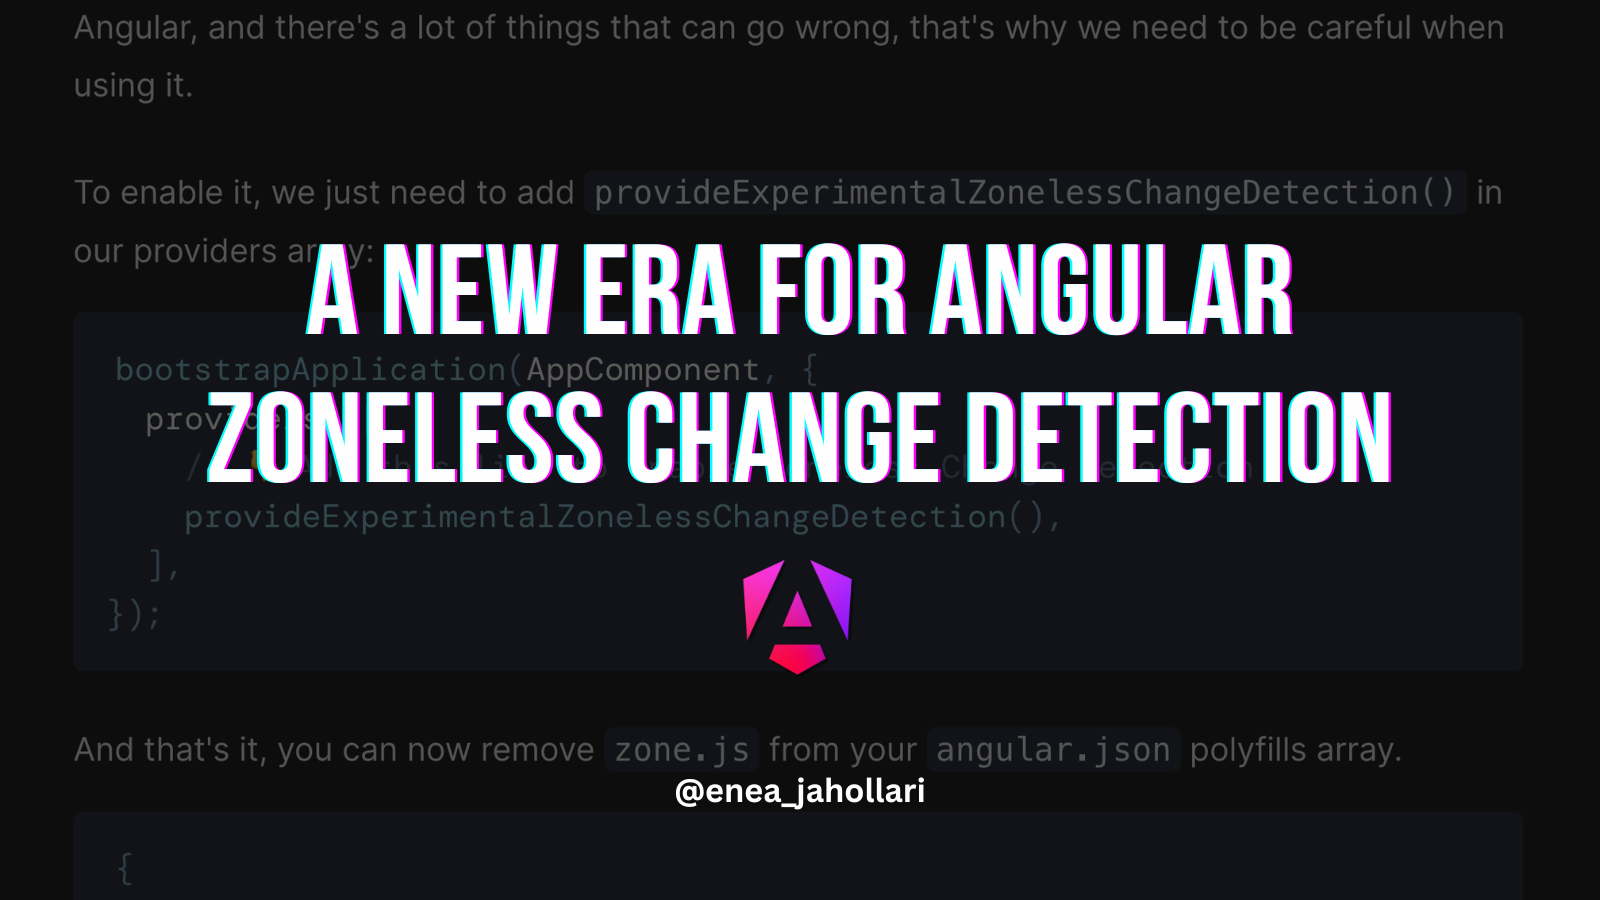 Angular, and there's a lot of things that can go wrong, that's why we need to be careful when
using it.
To enable it, we just need to add provideExperimentalZonelessChangeDetection() in
our providers array:
A NEW ERA FOR ANGULAR
bootstrapApplication(AppComponent, {
providers
ZONELESS CHANGE DETECTION
provideExperimentalZonelessChangeDetection(),
],
});
And that's it, you can now remove zone.js from your angular.json polyfills array.
@enea_jahollari
{